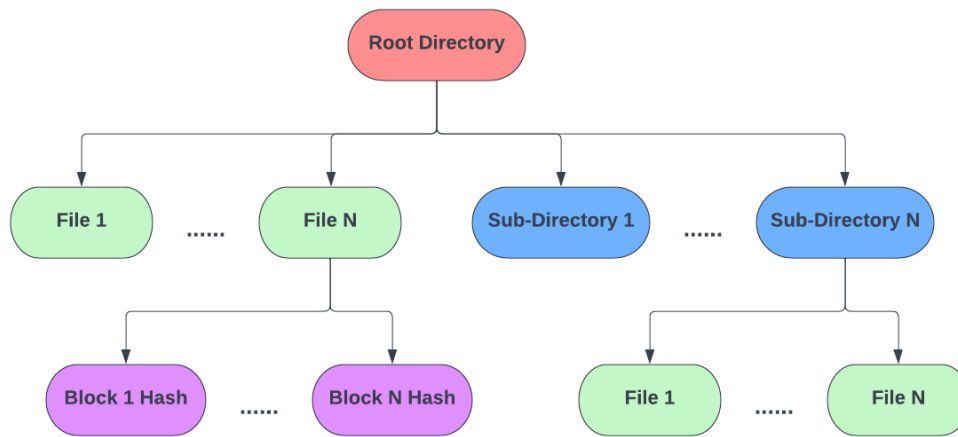 Root Directory
File 1
......
File N
Sub-Directory 1
......
Sub-Directory N
Block 1 Hash
......
Block N Hash
File 1
......
File N